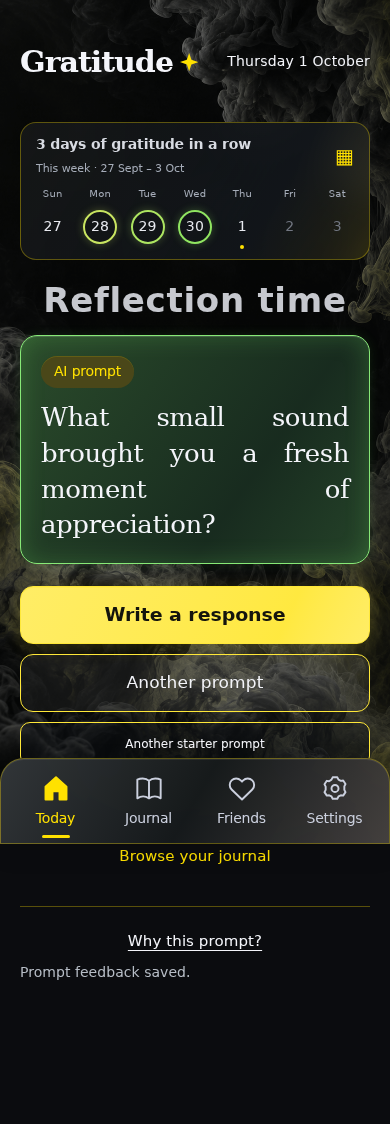 Gratitude
Thursday 1 October
3 days of gratitude in a row
This week · 27 Sept – 3 Oct
Sun Mon Tue Wed Thu Fri Sat
27 28 29 30 1 2 3
Reflection time
AI prompt
What small sound
brought you a fresh
moment of
appreciation?
Write a response
Another prompt
Another starter prompt
Today Journal Friends Settings
Browse your journal
Why this prompt?
Prompt feedback saved.